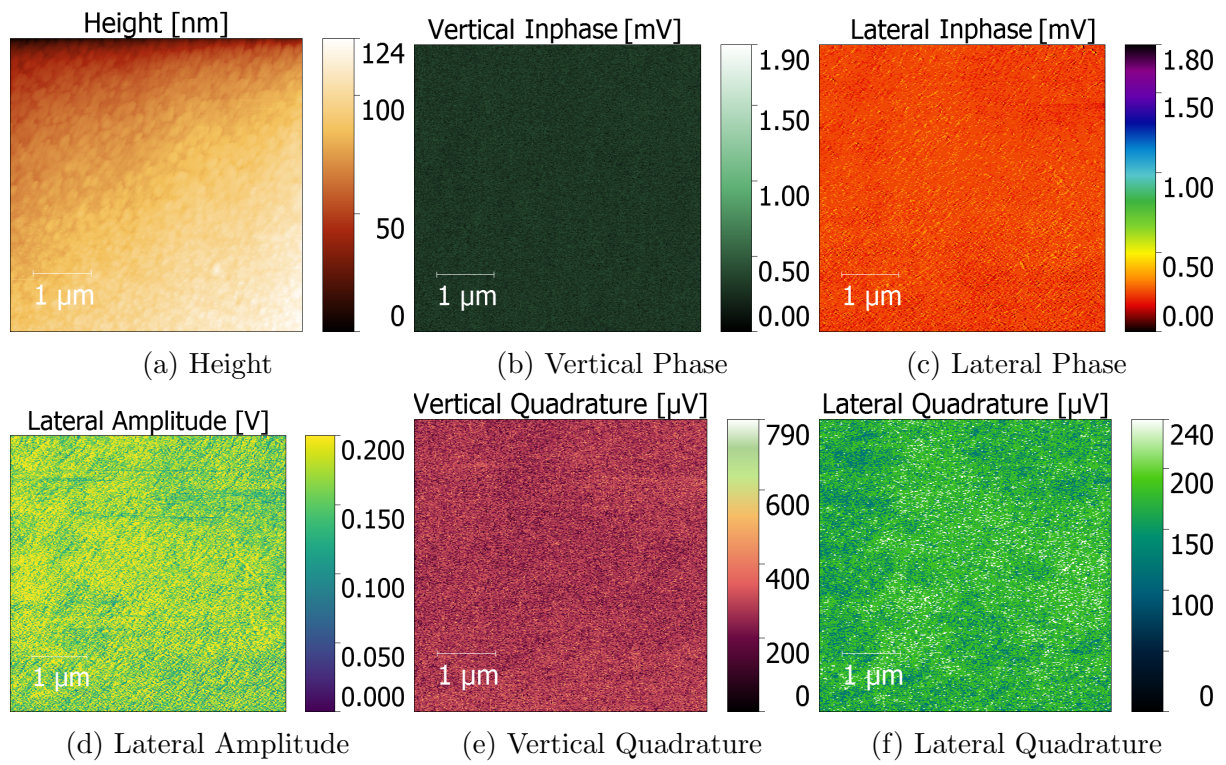 Height [nm]
124
100
50
0
1 µm
(a) Height
Vertical Inphase [mV]
1.90
1.50
1.00
0.50
0.00
1 µm
(b) Vertical Phase
Lateral Inphase [mV]
1.80
1.50
1.00
0.50
0.00
1 µm
(c) Lateral Phase
Lateral Amplitude [V]
0.200
0.150
0.100
0.050
0.000
1 µm
(d) Lateral Amplitude
Vertical Quadrature [µV]
790
600
400
200
0
1 µm
(e) Vertical Quadrature
Lateral Quadrature [µV]
240
200
150
100
50
0
1 µm
(f) Lateral Quadrature